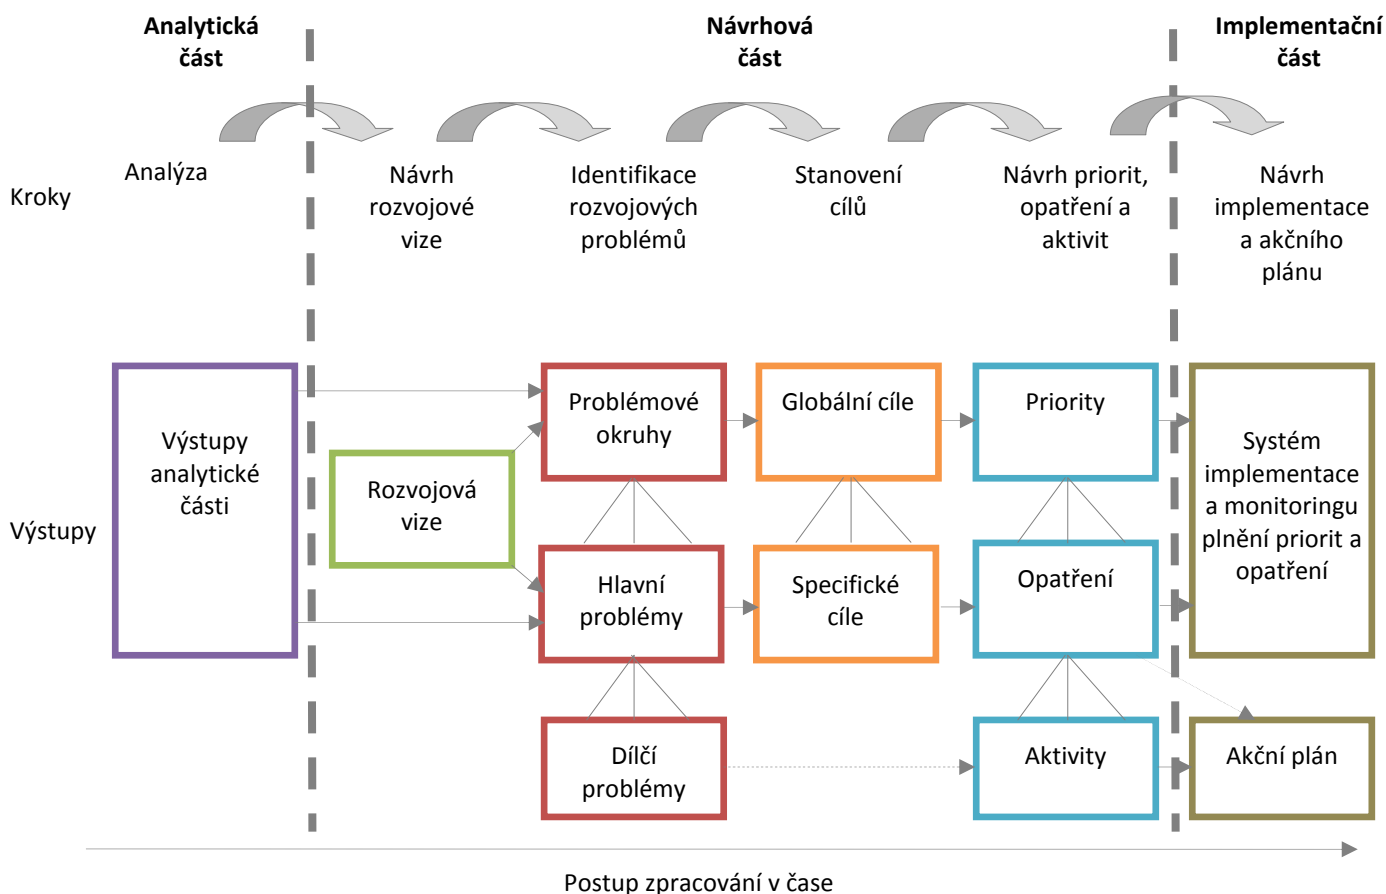 Analytická
část
Návrhová
část
Implementační
část
Kroky
Analýza
Návrh
rozvojové
vize
Identifikace
rozvojových
problémů
Stanovení
cílů
Návrh priorit,
opatření a
aktivit
Návrh
implementace
a akčního
plánu
Výstupy
Výstupy
analytické
části
Rozvojová
vize
Problémové
okruhy
Globální cíle
Priority
Systém
implementace
a monitoringu
plnění priorit a
opatření
Hlavní
problémy
Specifické
cíle
Opatření
Dílčí
problémy
Aktivity
Akční plán
Postup zpracování v čase